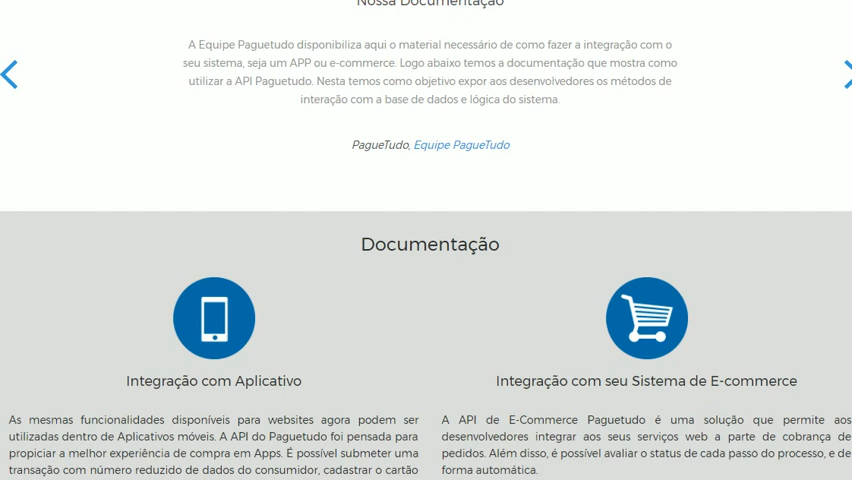 Nossa Documentação
A Equipe Paguetudo disponibiliza aqui o material necessário de como fazer a integração com o
seu sistema, seja um APP ou e-commerce. Logo abaixo temos a documentação que mostra como
utilizar a API Paguetudo. Nesta temos como objetivo expor aos desenvolvedores os métodos de
interação com a base de dados e lógica do sistema.
PagueTudo, Equipe PagueTudo
Documentação
Integração com Aplicativo
As mesmas funcionalidades disponíveis para websites agora podem ser
utilizadas dentro de Aplicativos móveis. A API do Paguetudo foi pensada para
propiciar a melhor experiência de compra em Apps. É possível submeter uma
transação com número reduzido de dados do consumidor, cadastrar o cartão
Integração com seu Sistema de E-commerce
A API de E-Commerce Paguetudo é uma solução que permite aos
desenvolvedores integrar aos seus serviços web a parte de cobrança de
pedidos. Além disso, é possível avaliar o status de cada passo do processo, e de
forma automática.